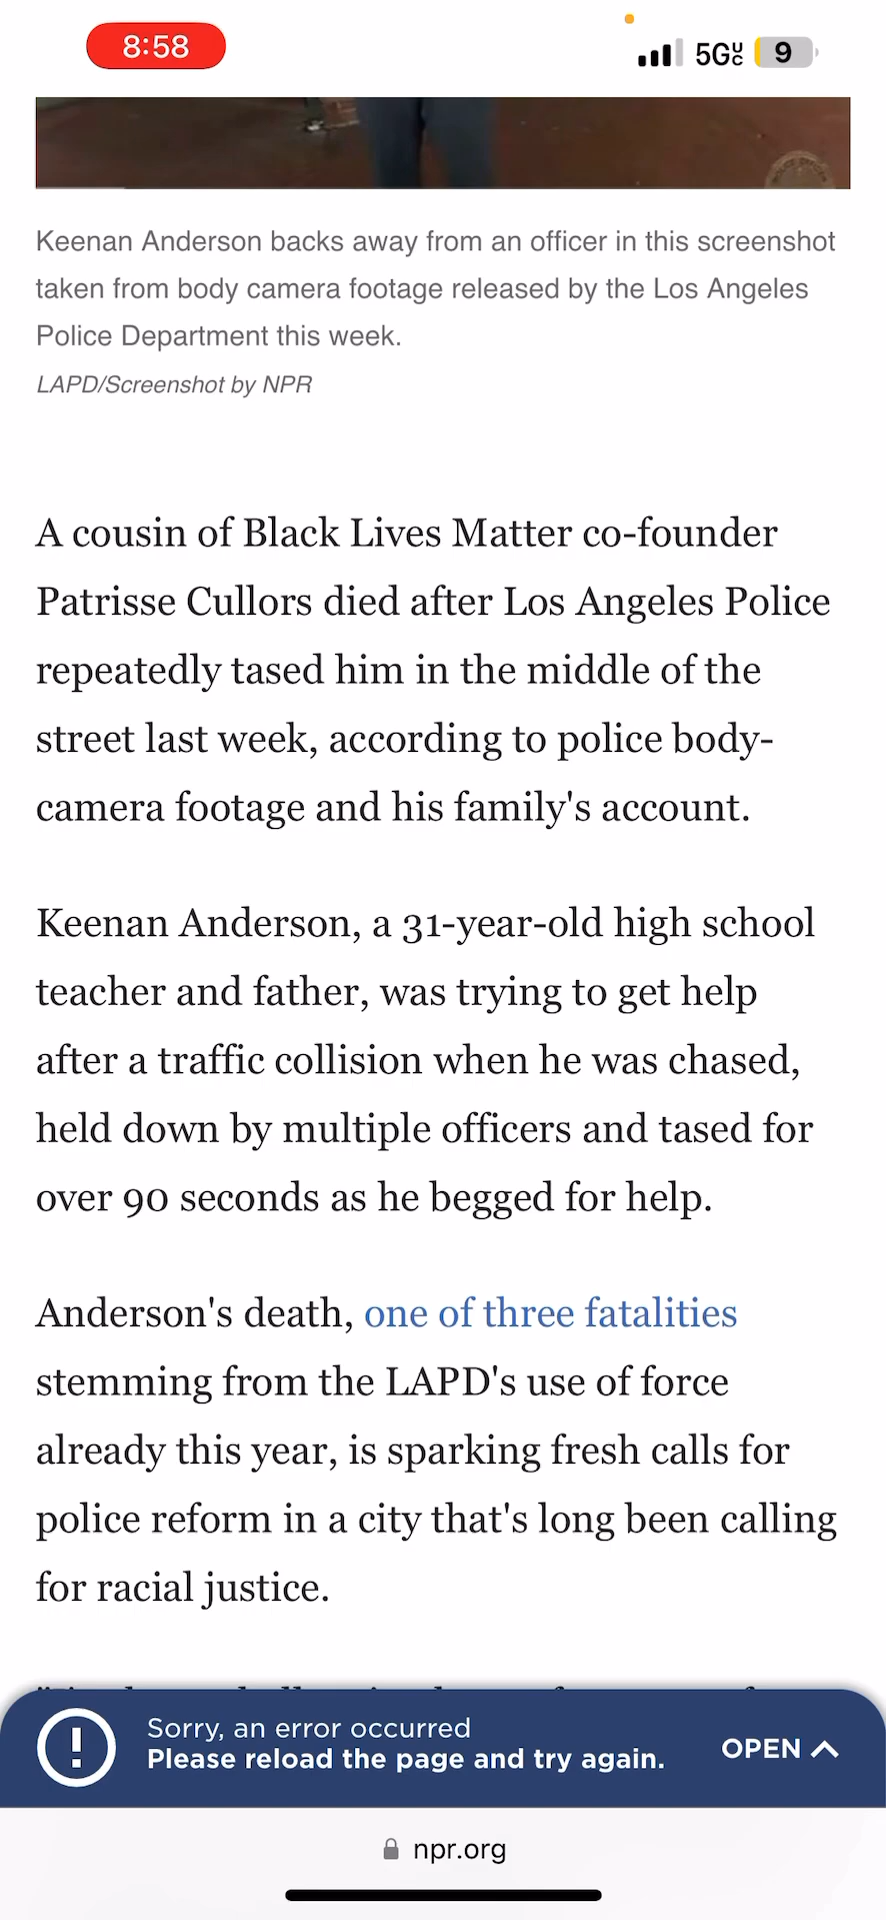 8:58
5GUC 9
Keenan Anderson backs away from an officer in this screenshot
taken from body camera footage released by the Los Angeles
Police Department this week.
LAPD/Screenshot by NPR
A cousin of Black Lives Matter co-founder
Patrisse Cullors died after Los Angeles Police
repeatedly tased him in the middle of the
street last week, according to police body-
camera footage and his family's account.
Keenan Anderson, a 31-year-old high school
teacher and father, was trying to get help
after a traffic collision when he was chased,
held down by multiple officers and tased for
over 90 seconds as he begged for help.
Anderson's death, one of three fatalities
stemming from the LAPD's use of force
already this year, is sparking fresh calls for
police reform in a city that's long been calling
for racial justice.
Sorry, an error occurred
Please reload the page and try again.
OPEN
npr.org